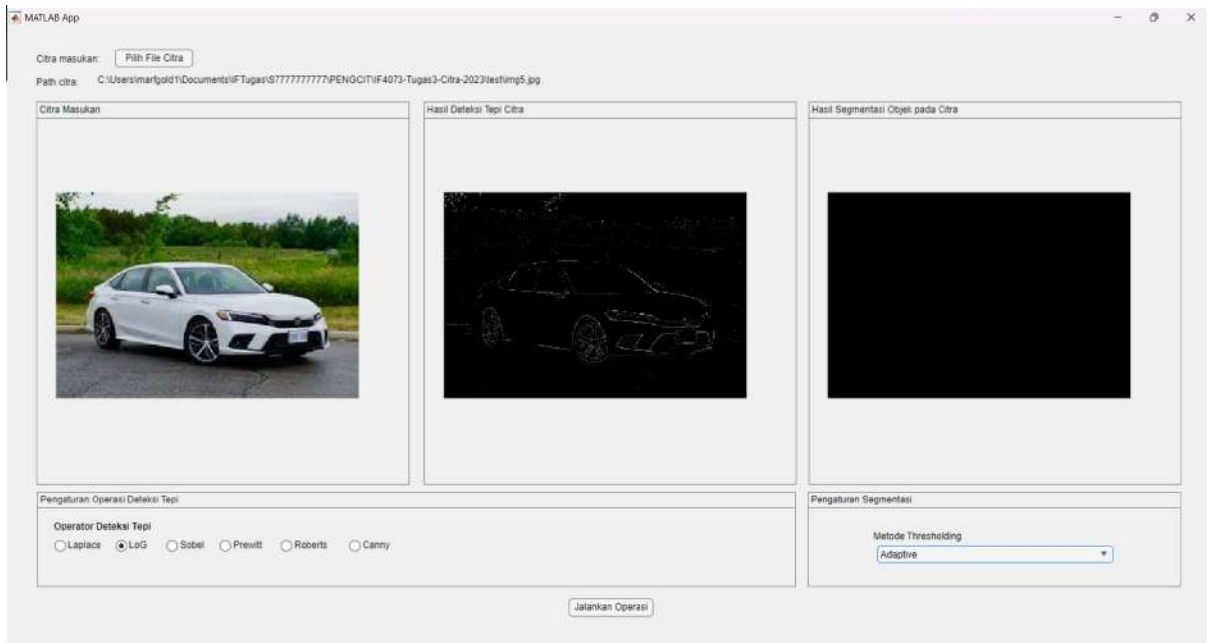 MATLAB App
Citra masukan: Pilih File Citra
Path citra: C:\Users\marfgold1\Documents\IFTugas\S7777777777\PENGCIT\IF4073-Tugas3-Citra-2023\test\img5.jpg
Citra Masukan
Hasil Deteksi Tepi Citra
Hasil Segmentasi Objek pada Citra
Pengaturan Operasi Deteksi Tepi
Operator Deteksi Tepi
Laplace LoG Sobel Prewitt Roberts Canny
Pengaturan Segmentasi
Metode Thresholding
Adaptive
Jalankan Operasi